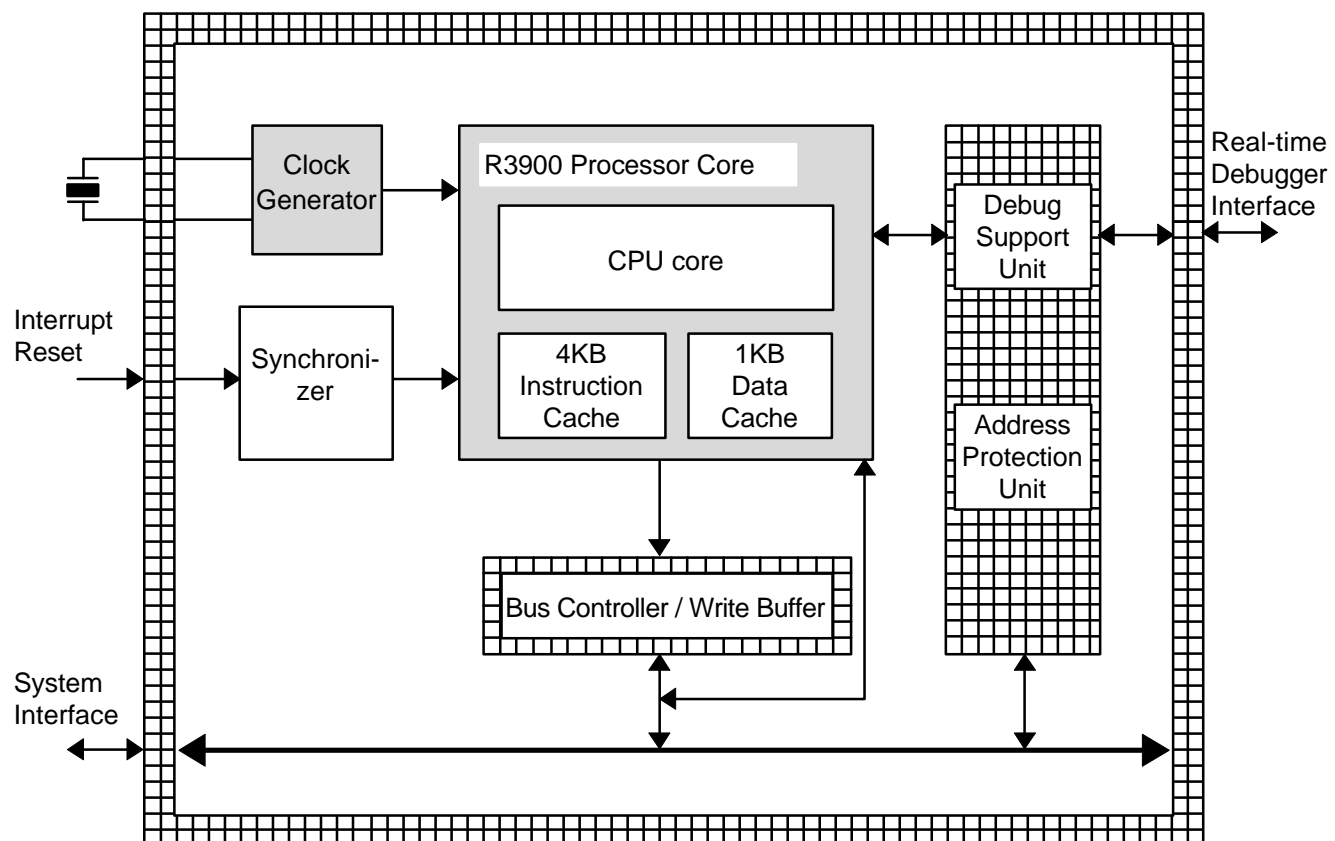 Clock
Generator
R3900 Processor Core
CPU core
4KB
Instruction
Cache
1KB
Data
Cache
Debug
Support
Unit
Real-time
Debugger
Interface
Interrupt
Reset
Synchroni-
zer
Address
Protection
Unit
Bus Controller / Write Buffer
System
Interface